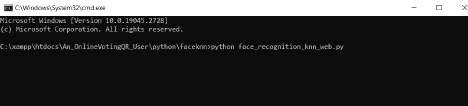 C:\Windows\System32\cmd.exe
Microsoft Windows [Version 10.0.19045.2728]
(c) Microsoft Corporation. All rights reserved.
C:\xampp\htdocs\An_OnlineVotingQR_User\python\faceknn>python face_recognition_knn_web.py